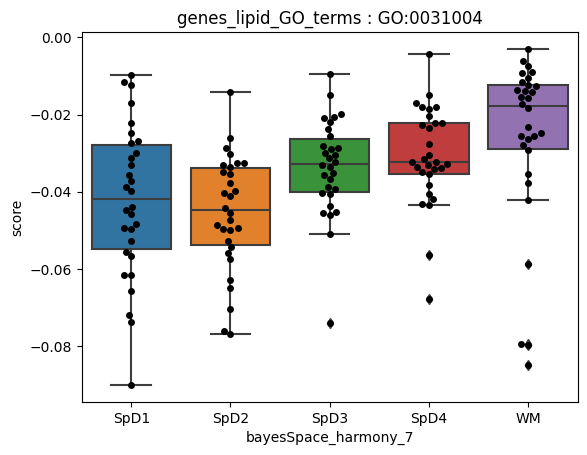 genes_lipid_GO_terms : GO:0031004
0.00
−0.02
−0.04
−0.06
−0.08
score
SpD1 SpD2 SpD3 SpD4 WM
bayesSpace_harmony_7